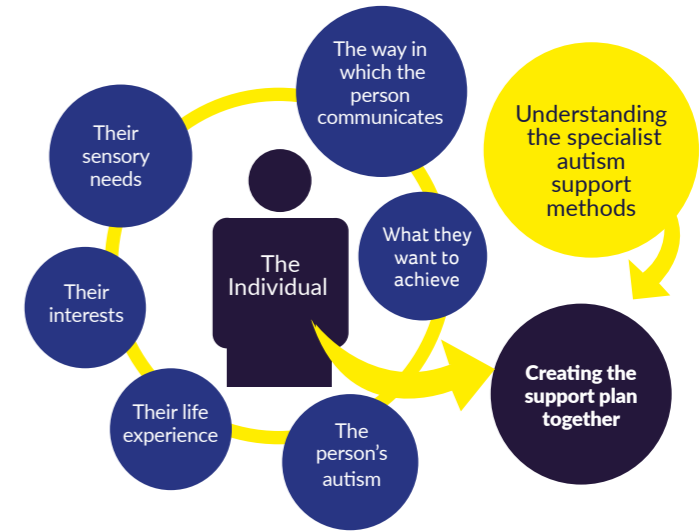 The way in
which the
person
communicates
Understanding
the specialist
autism
support
methods
Their
sensory
needs
What they
want to
achieve
The
Individual
Their
interests
Creating the
support plan
together
Their life
experience
The
person’s
autism